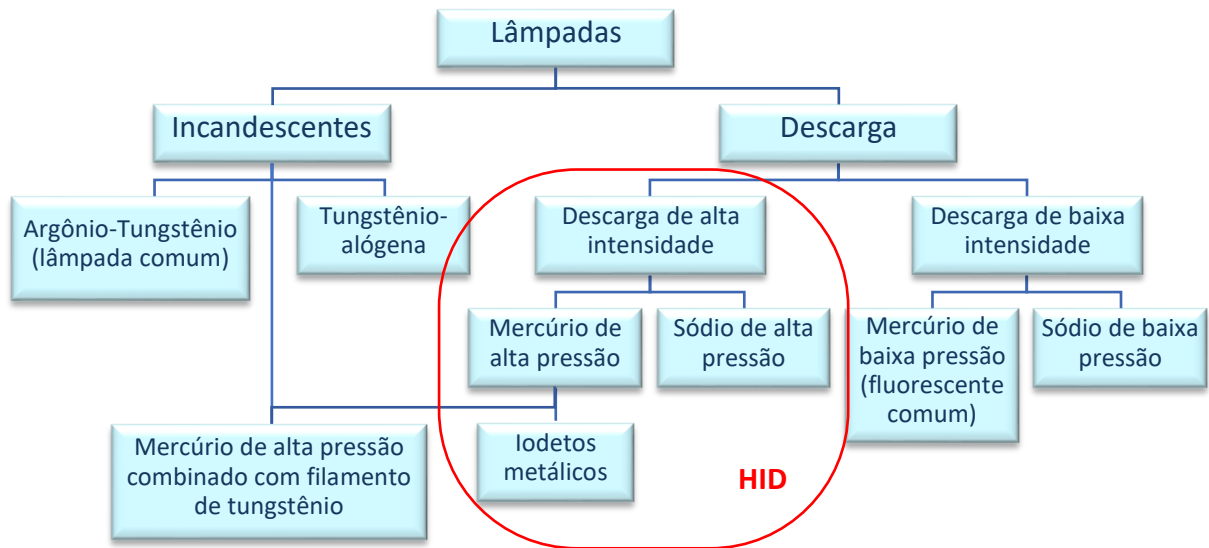 Lâmpadas
Incandescentes
Descarga
Argônio-Tungstênio
(lâmpada comum)
Tungstênio-
alógena
Descarga de alta
intensidade
Descarga de baixa
intensidade
Mercúrio de
alta pressão
Sódio de alta
pressão
Mercúrio de
baixa pressão
(fluorescente
comum)
Sódio de baixa
pressão
Mercúrio de alta pressão
combinado com filamento
de tungstênio
Iodetos
metálicos
HID